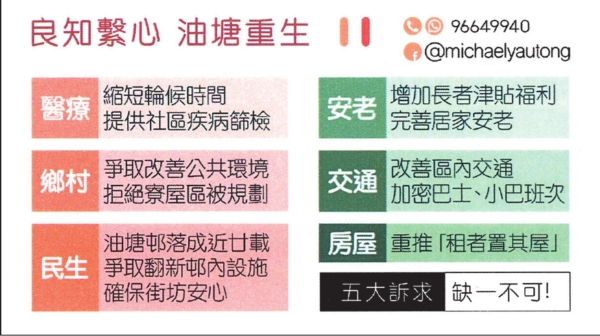 良知繫心 油塘重生
96649940
@michaelyautong
醫療
縮短輪候時間
提供社區疾病篩檢
安老
增加長者津貼福利
完善居家安老
鄉村
爭取改善公共環境
拒絕寮屋區被規劃
交通
改善區內交通
加密巴士、小巴班次
民生
油塘邨落成近廿載
爭取翻新邨內設施
確保街坊安心
房屋
重推「租者置其屋」
五大訴求 缺一不可!